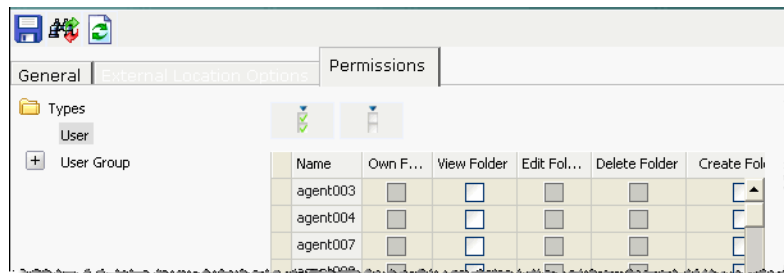 General External Location Options Permissions
Types
User
User Group
Name Own F... View Folder Edit Fol... Delete Folder Create Fol
agent003
agent004
agent007